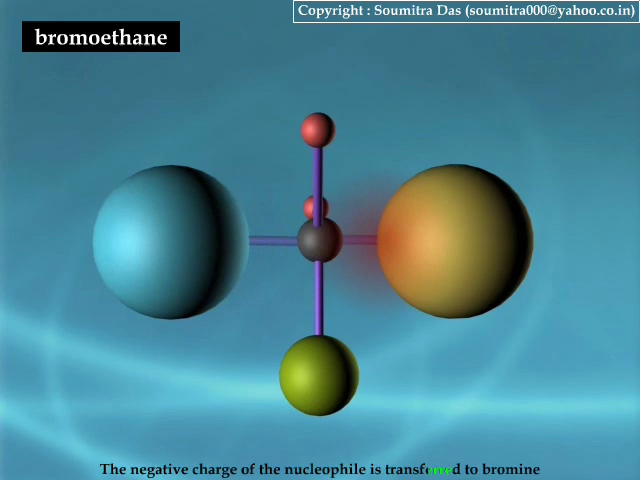 Copyright : Soumitra Das (soumitra000@yahoo.co.in)
bromoethane
The negative charge of the nucleophile is transferred to bromine